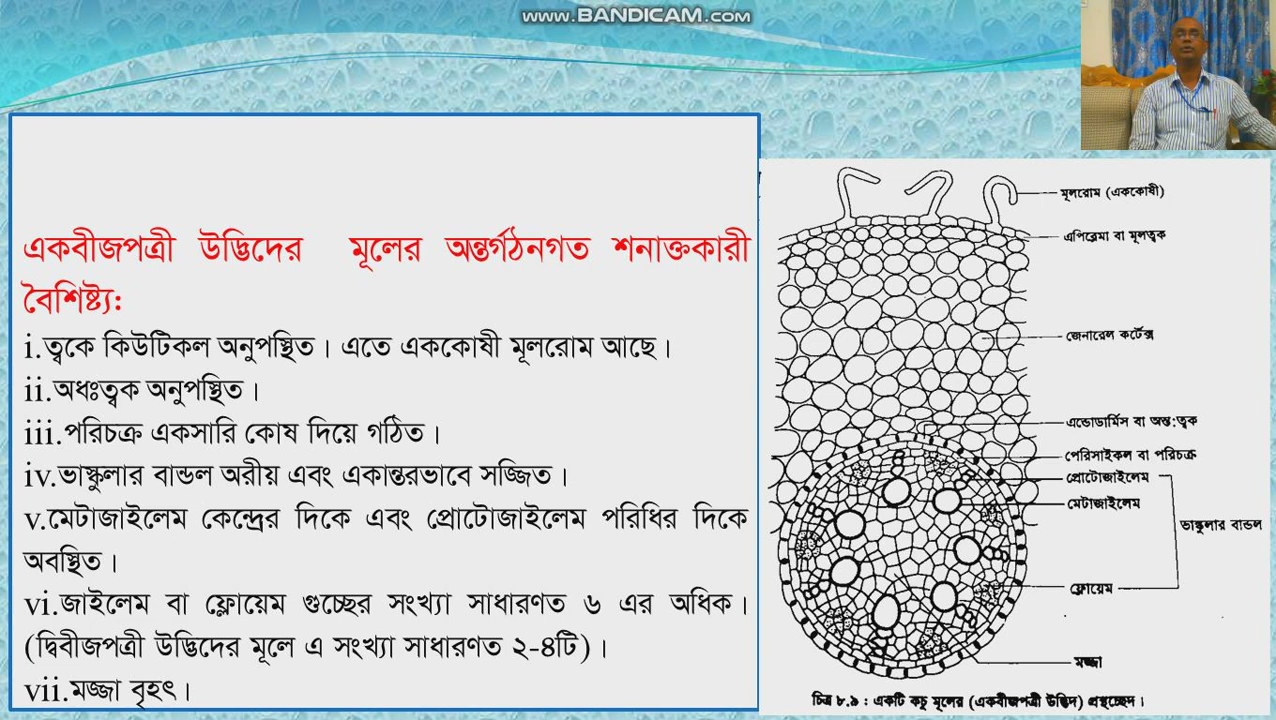 WWW.BANDICAM.COM
একবীজপত্রী উদ্ভিদের মূলের অন্তর্গঠনগত শনাক্তকারী
বৈশিষ্ট্য:
i.ত্বকে কিউটিকল অনুপস্থিত। এতে এককোষী মূলরোম আছে।
ii.অধঃত্বক অনুপস্থিত।
iii.পরিচক্র একসারি কোষ দিয়ে গঠিত।
iv.ভাস্কুলার বান্ডল অরীয় এবং একান্তরভাবে সজ্জিত।
v.মেটাজাইলেম কেন্দ্রের দিকে এবং প্রোটোজাইলেম পরিধির দিকে
অবস্থিত।
vi.জাইলেম বা ফ্লোয়েম গুচ্ছের সংখ্যা সাধারণত ৬ এর অধিক।
(দ্বিবীজপত্রী উদ্ভিদের মূলে এ সংখ্যা সাধারণত ২-৪টি)।
vii.মজ্জা বৃহৎ।
মূলরোম (এককোষী)
এপিব্লেমা বা মূলত্বক
জেনারেল কর্টেক্স
এন্ডোডার্মিস বা অন্ত:ত্বক
পেরিসাইকল বা পরিচক্র
প্রোটোজাইলেম
মেটাজাইলেম
ভাস্কুলার বান্ডল
ফ্লোয়েম
মজ্জা
চিত্র ৮.৯ : একটি কচু মূলের (একবীজপত্রী উদ্ভিদ) প্রস্থচ্ছেদ।